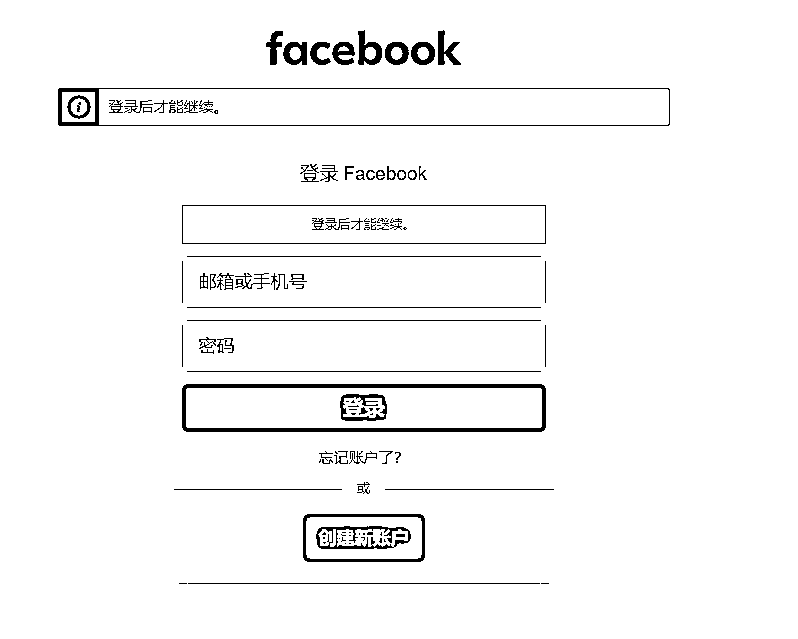 facebook
登录后才能继续。
登录 Facebook
登录后才能继续。
邮箱或手机号
密码
登录
忘记账户了?
或
创建新账户